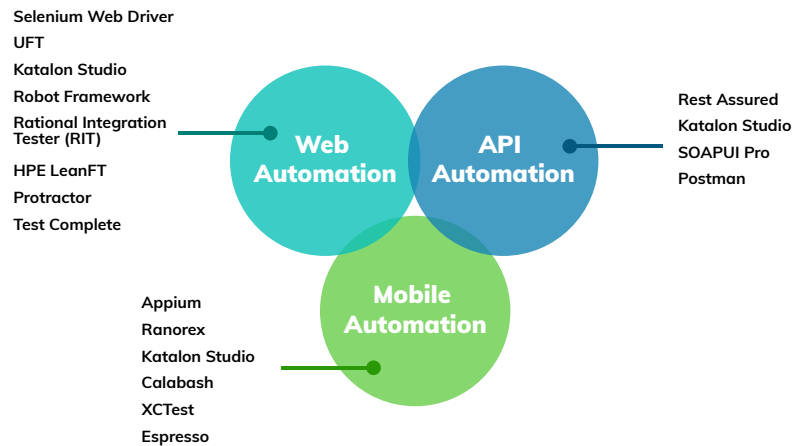 Selenium Web Driver
UFT
Katalon Studio
Robot Framework
Rational Integration
Tester (RIT)
HPE LeanFT
Protractor
Test Complete
Web
Automation
API
Automation
Rest Assured
Katalon Studio
SOAPUI Pro
Postman
Mobile
Automation
Appium
Ranorex
Katalon Studio
Calabash
XCTest
Espresso